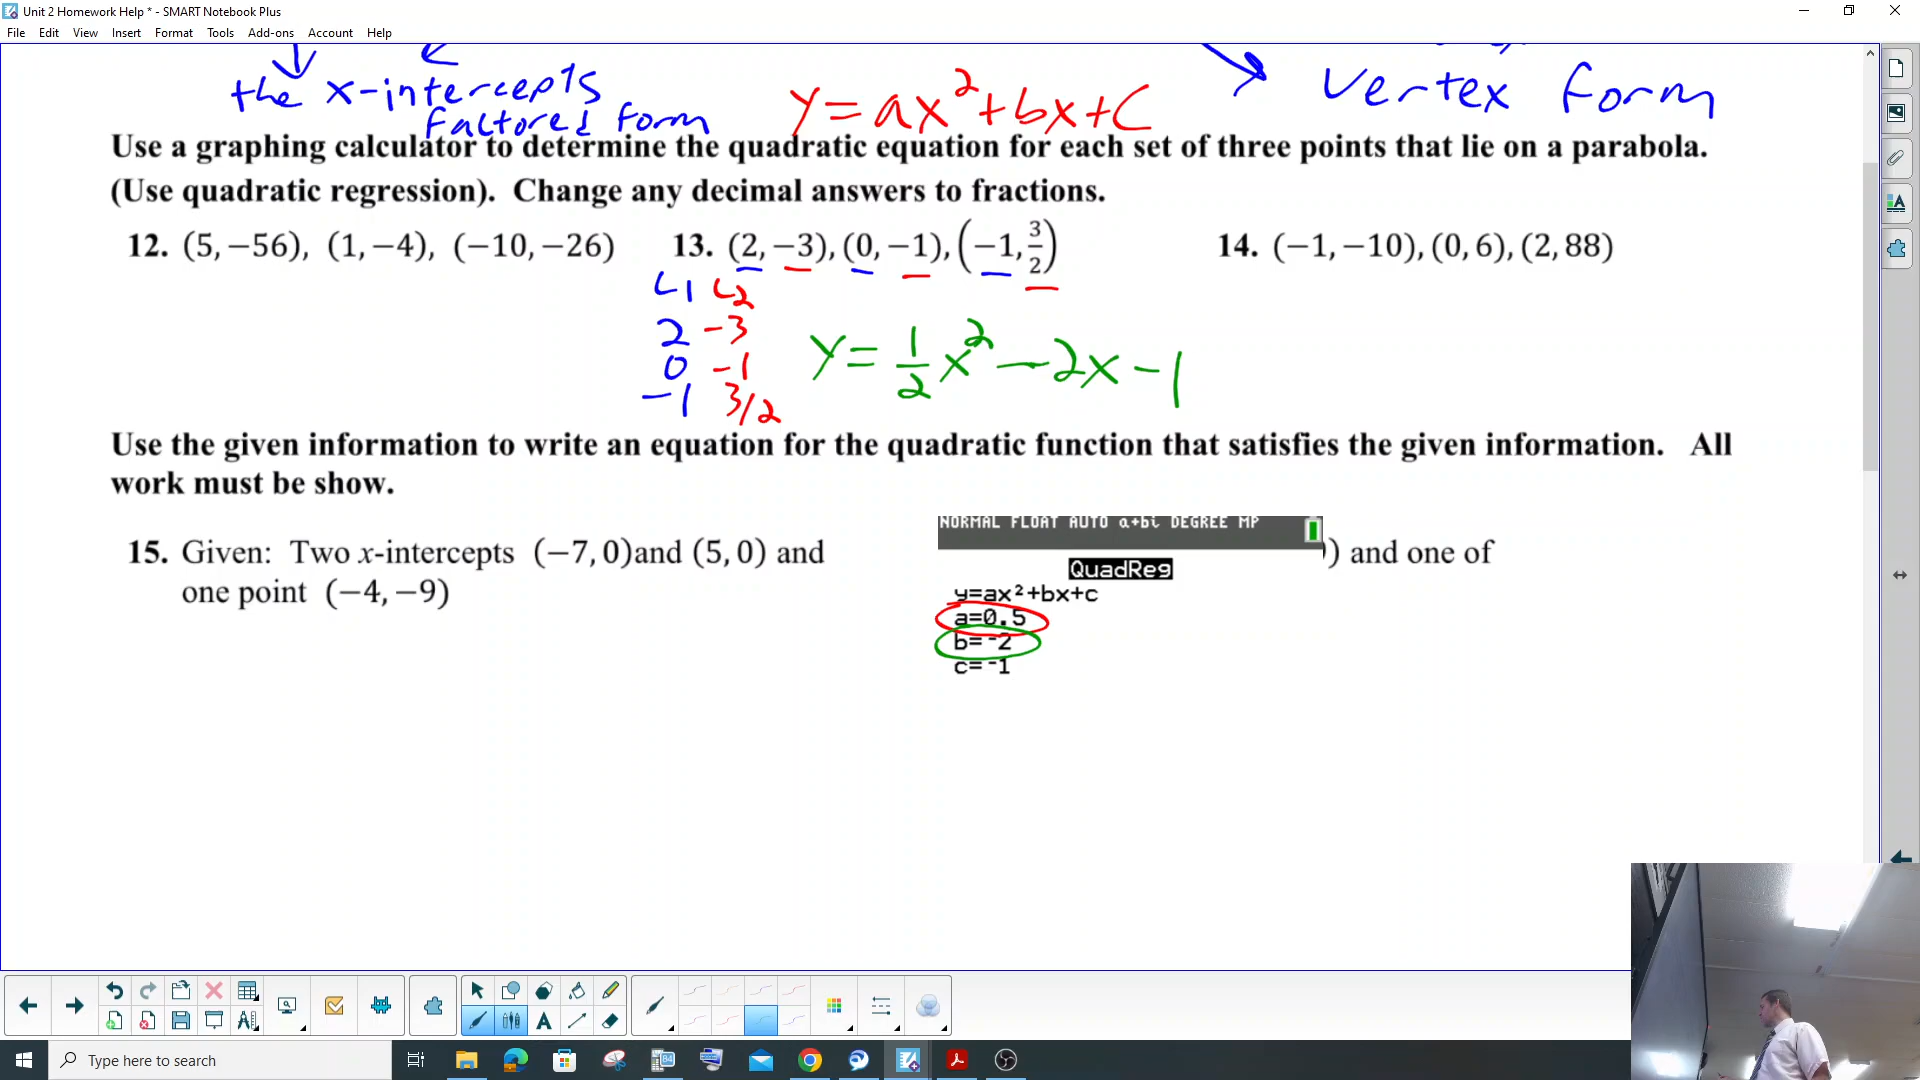 Unit 2 Homework Help * - SMART Notebook Plus
File Edit View Insert Format Tools Add-ons Account Help
the x-intercepts
Factored form
y=ax²+bx+c
Vertex Form
Use a graphing calculator to determine the quadratic equation for each set of three points that lie on a parabola.
(Use quadratic regression). Change any decimal answers to fractions.
12. (5, −56), (1, −4), (−10, −26)
13. (2, −3), (0, −1), (−1, 3/2)
14. (−1, −10), (0, 6), (2, 88)
L1 L2
2 -3
0 -1
-1 3/2
y = 1/2 x² - 2x - 1
Use the given information to write an equation for the quadratic function that satisfies the given information. All
work must be show.
15. Given: Two x-intercepts (−7, 0)and (5, 0) and
one point (−4, −9)
NORMAL FLOAT AUTO a+bi DEGREE MP
QuadReg
y=ax²+bx+c
a=0.5
b=-2
c=-1
) and one of
Type here to search